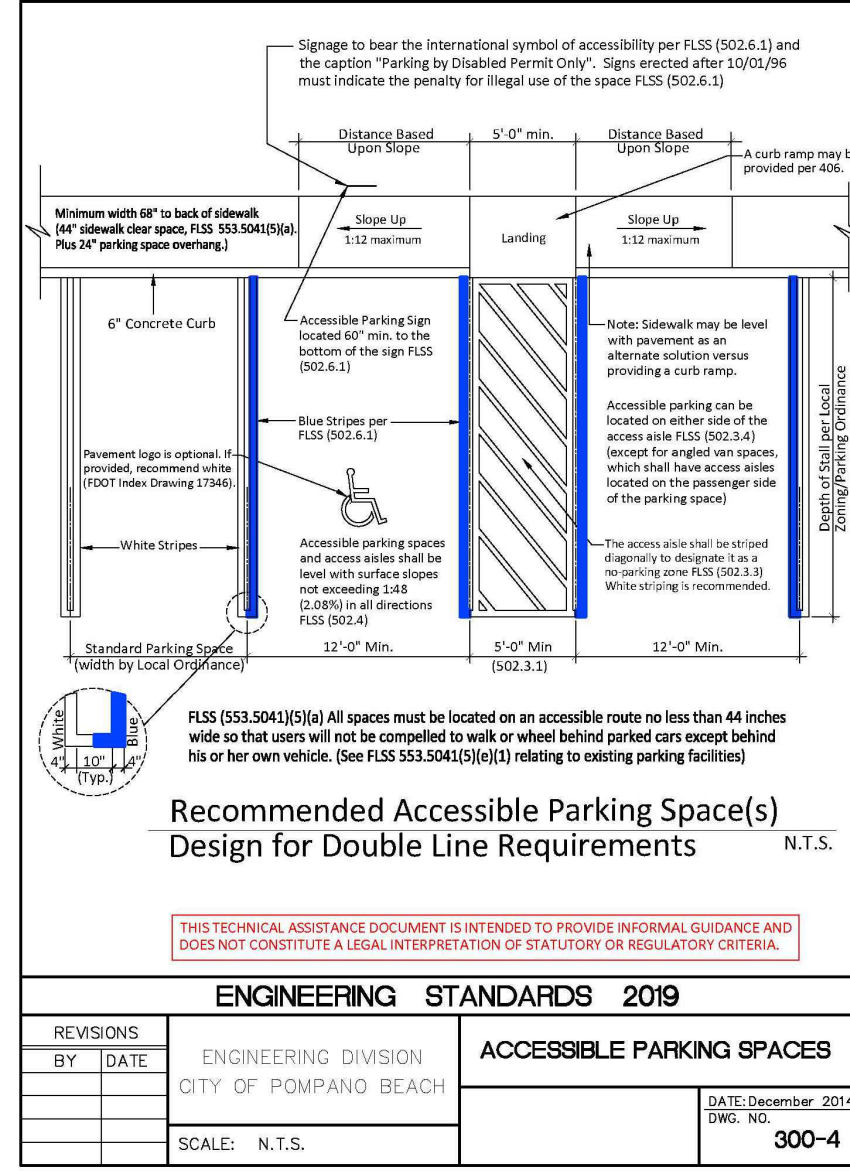 Signage to bear the international symbol of accessibility per FLSS (502.6.1) and
the caption "Parking by Disabled Permit Only". Signs erected after 10/01/96
must indicate the penalty for illegal use of the space FLSS (502.6.1)
Distance Based
Upon Slope
5'-0" min.
Distance Based
Upon Slope
A curb ramp may b
provided per 406.
Minimum width 68" to back of sidewalk
(44" sidewalk clear space, FLSS 553.5041(5)(a).
Plus 24" parking space overhang.)
Slope Up
1:12 maximum
Landing
Slope Up
1:12 maximum
6" Concrete Curb
Accessible Parking Sign
located 60" min. to the
bottom of the sign FLSS
(502.6.1)
Note: Sidewalk may be level
with pavement as an
alternate solution versus
providing a curb ramp.
Blue Stripes per
FLSS (502.6.1)
Accessible parking can be
located on either side of the
access aisle FLSS (502.3.4)
(except for angled van spaces,
which shall have access aisles
located on the passenger side
of the parking space)
Depth of Stall per Local
Zoning/Parking Ordinance
Pavement logo is optional. If
provided, recommend white
(FDOT Index Drawing 17346).
White Stripes
Accessible parking spaces
and access aisles shall be
level with surface slopes
not exceeding 1:48
(2.08%) in all directions
FLSS (502.4)
The access aisle shall be striped
diagonally to designate it as a
no-parking zone FLSS (502.3.3)
White striping is recommended.
Standard Parking Space
(width by Local Ordinance)
12'-0" Min.
5'-0" Min
(502.3.1)
12'-0" Min.
White
Blue
4"
10"
4"
(Typ.)
FLSS (553.5041)(5)(a) All spaces must be located on an accessible route no less than 44 inches
wide so that users will not be compelled to walk or wheel behind parked cars except behind
his or her own vehicle. (See FLSS 553.5041(5)(e)(1) relating to existing parking facilities)
Recommended Accessible Parking Space(s)
Design for Double Line Requirements
N.T.S.
THIS TECHNICAL ASSISTANCE DOCUMENT IS INTENDED TO PROVIDE INFORMAL GUIDANCE AND
DOES NOT CONSTITUTE A LEGAL INTERPRETATION OF STATUTORY OR REGULATORY CRITERIA.
ENGINEERING STANDARDS 2019
REVISIONS
BY DATE
ENGINEERING DIVISION
CITY OF POMPANO BEACH
SCALE: N.T.S.
ACCESSIBLE PARKING SPACES
DATE: December 2014
DWG. NO.
300-4